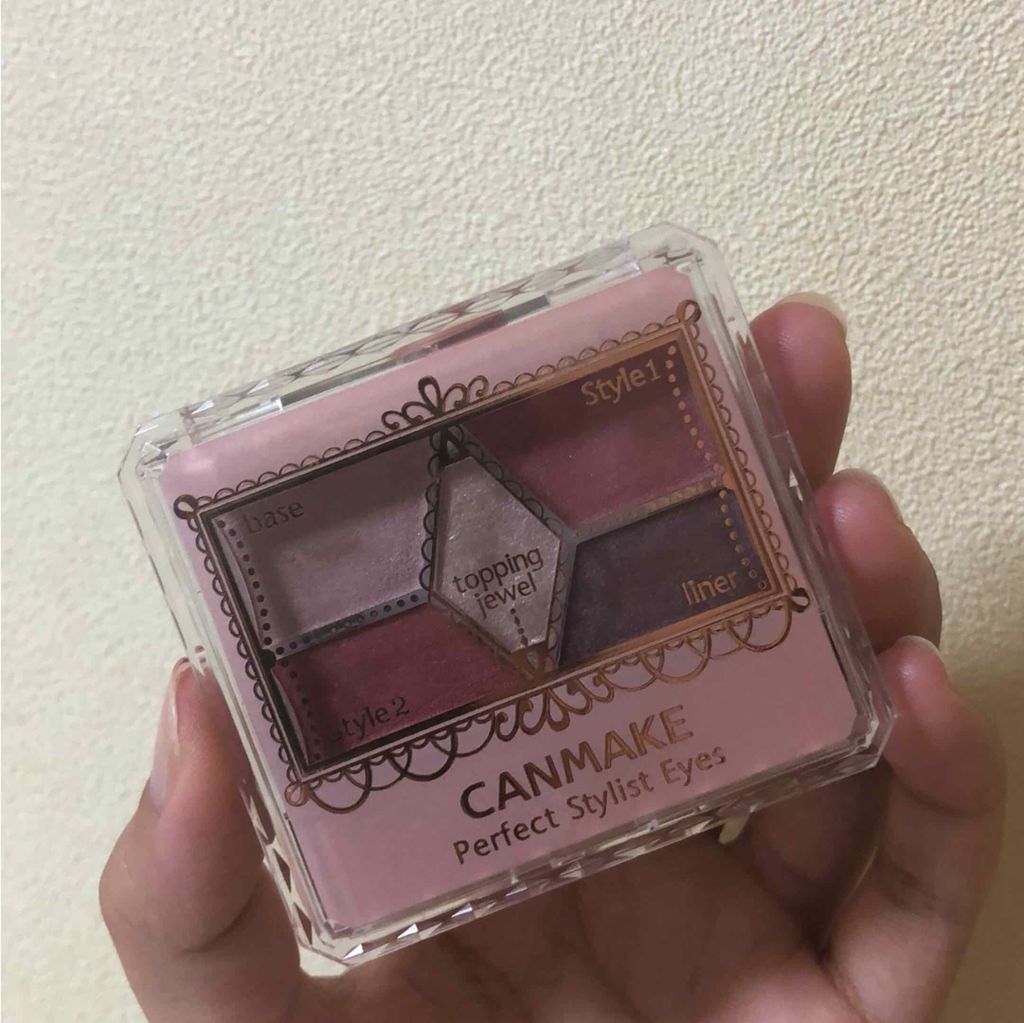 base
Style1
topping
jewel
liner
Style2
CANMAKE
Perfect Stylist Eyes